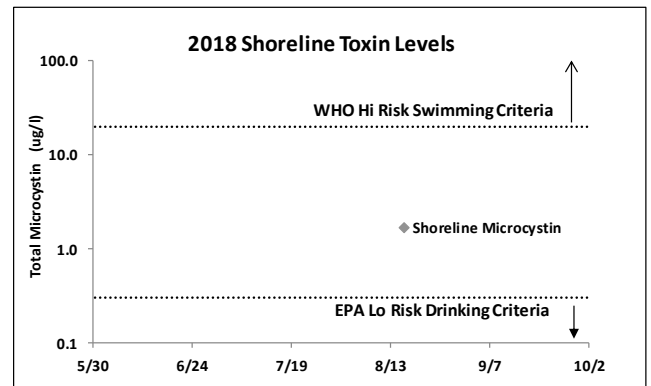 2018 Shoreline Toxin Levels
Total Microcystin (ug/l)
100.0
10.0
1.0
0.1
WHO Hi Risk Swimming Criteria
Shoreline Microcystin
EPA Lo Risk Drinking Criteria
5/30 6/24 7/19 8/13 9/7 10/2